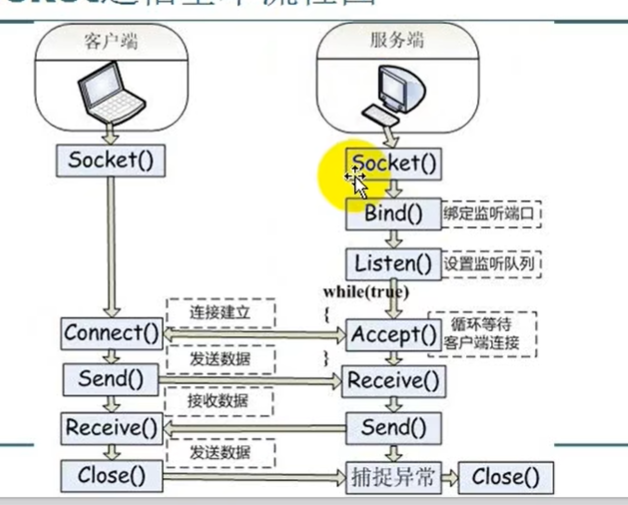 客户端
服务端
Socket()
Socket()
Bind()
绑定监听端口
Listen()
设置监听队列
while(true)
{
连接建立
Connect()
Accept()
循环等待
客户端连接
}
发送数据
Send()
Receive()
接收数据
Receive()
Send()
发送数据
Close()
捕捉异常
Close()